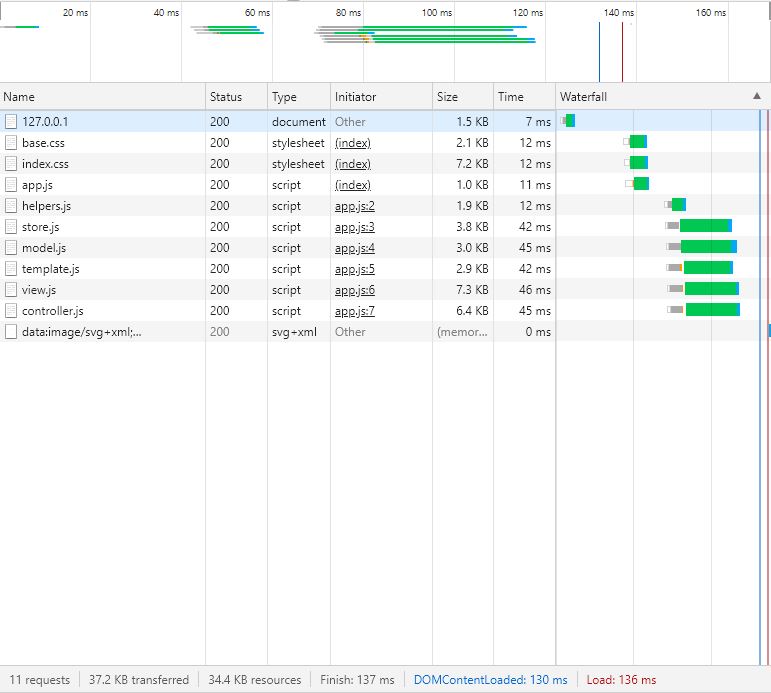 20 ms 40 ms 60 ms 80 ms 100 ms 120 ms 140 ms 160 ms
Name Status Type Initiator Size Time Waterfall ▲
127.0.0.1 200 document Other 1.5 KB 7 ms
base.css 200 stylesheet (index) 2.1 KB 12 ms
index.css 200 stylesheet (index) 7.2 KB 12 ms
app.js 200 script (index) 1.0 KB 11 ms
helpers.js 200 script app.js:2 1.9 KB 12 ms
store.js 200 script app.js:3 3.8 KB 42 ms
model.js 200 script app.js:4 3.0 KB 45 ms
template.js 200 script app.js:5 2.9 KB 42 ms
view.js 200 script app.js:6 7.3 KB 46 ms
controller.js 200 script app.js:7 6.4 KB 45 ms
data:image/svg+xml;... 200 svg+xml Other (memor... 0 ms
11 requests 37.2 KB transferred 34.4 KB resources Finish: 137 ms DOMContentLoaded: 130 ms Load: 136 ms